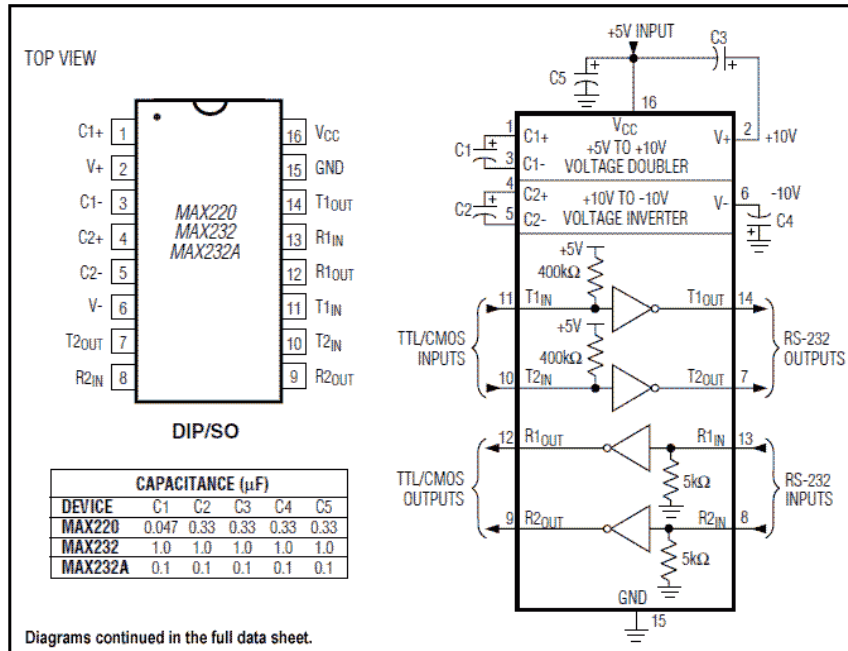 TOP VIEW
C1+ 1
V+ 2
C1- 3
C2+ 4
C2- 5
V- 6
T2OUT 7
R2IN 8
MAX220
MAX232
MAX232A
16 VCC
15 GND
14 T1OUT
13 R1IN
12 R1OUT
11 T1IN
10 T2IN
9 R2OUT
DIP/SO
CAPACITANCE (µF)
DEVICE C1 C2 C3 C4 C5
MAX220 0.047 0.33 0.33 0.33 0.33
MAX232 1.0 1.0 1.0 1.0 1.0
MAX232A 0.1 0.1 0.1 0.1 0.1
Diagrams continued in the full data sheet.
+5V INPUT
C3
+
+
C5
16
VCC
1 C1+
+
C1
3 C1-
+5V TO +10V
VOLTAGE DOUBLER
V+ 2 +10V
4 C2+
+
C2
5 C2-
+10V TO -10V
VOLTAGE INVERTER
V- 6 -10V
+
C4
+5V
400kΩ
11 T1IN
T1OUT 14
TTL/CMOS
INPUTS
+5V
400kΩ
RS-232
OUTPUTS
10 T2IN
T2OUT 7
12 R1OUT
R1IN 13
TTL/CMOS
OUTPUTS
5kΩ
RS-232
INPUTS
9 R2OUT
R2IN 8
5kΩ
GND
15